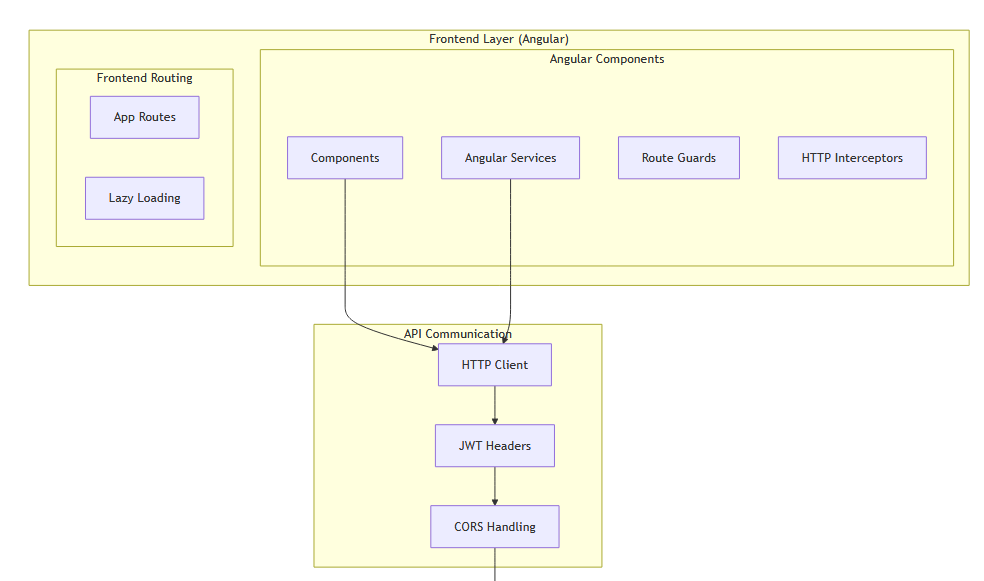 Frontend Layer (Angular)
Frontend Routing
App Routes
Lazy Loading
Angular Components
Components
Angular Services
Route Guards
HTTP Interceptors
API Communication
HTTP Client
JWT Headers
CORS Handling